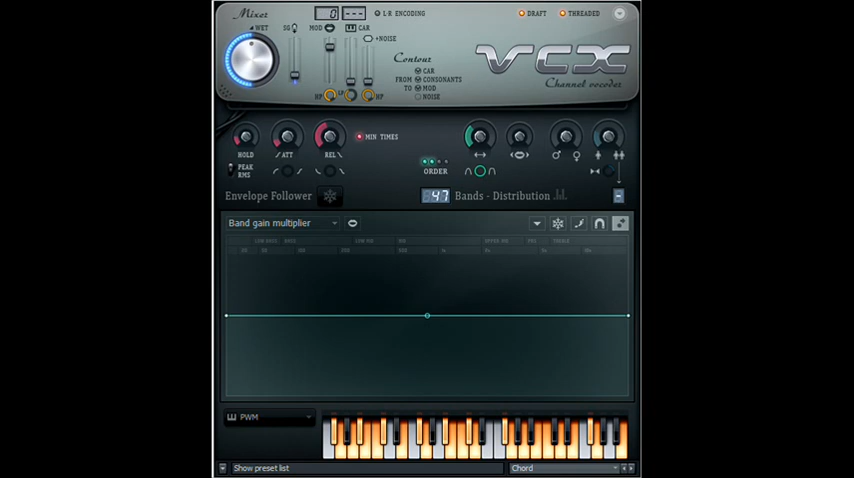 Mixer
0
---
L-R ENCODING
DRAFT
THREADED
WET
SG
MOD
CAR
+NOISE
Contour
CAR
FROM
CONSONANTS
TO
MOD
NOISE
HP
LP
HP
VCX
Channel vocoder
HOLD
ATT
REL
MIN TIMES
PEAK
RMS
ORDER
Envelope Follower
47
Bands - Distribution
Band gain multiplier
PWM
Show preset list
Chord